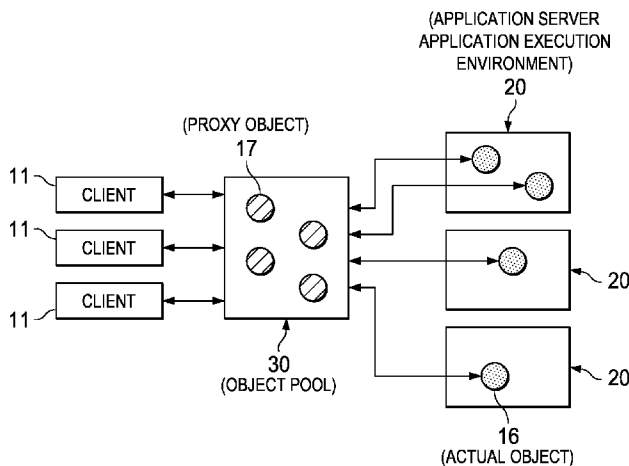 (APPLICATION SERVER
APPLICATION EXECUTION
ENVIRONMENT)
20
(PROXY OBJECT)
17
11
CLIENT
11
CLIENT
11
CLIENT
20
20
30
(OBJECT POOL)
16
(ACTUAL OBJECT)